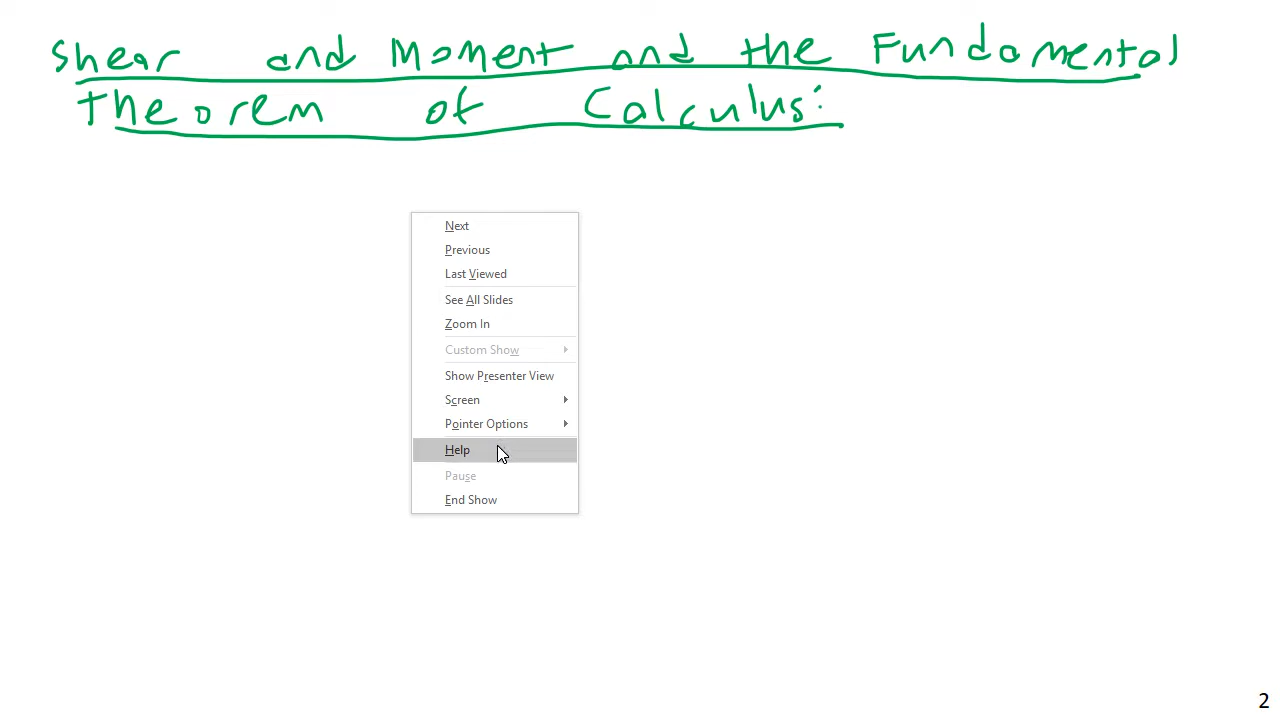 Shear and Moment and the Fundamental
Theorem of Calculus:
Next
Previous
Last Viewed
See All Slides
Zoom In
Custom Show
Show Presenter View
Screen
Pointer Options
Help
Pause
End Show
2